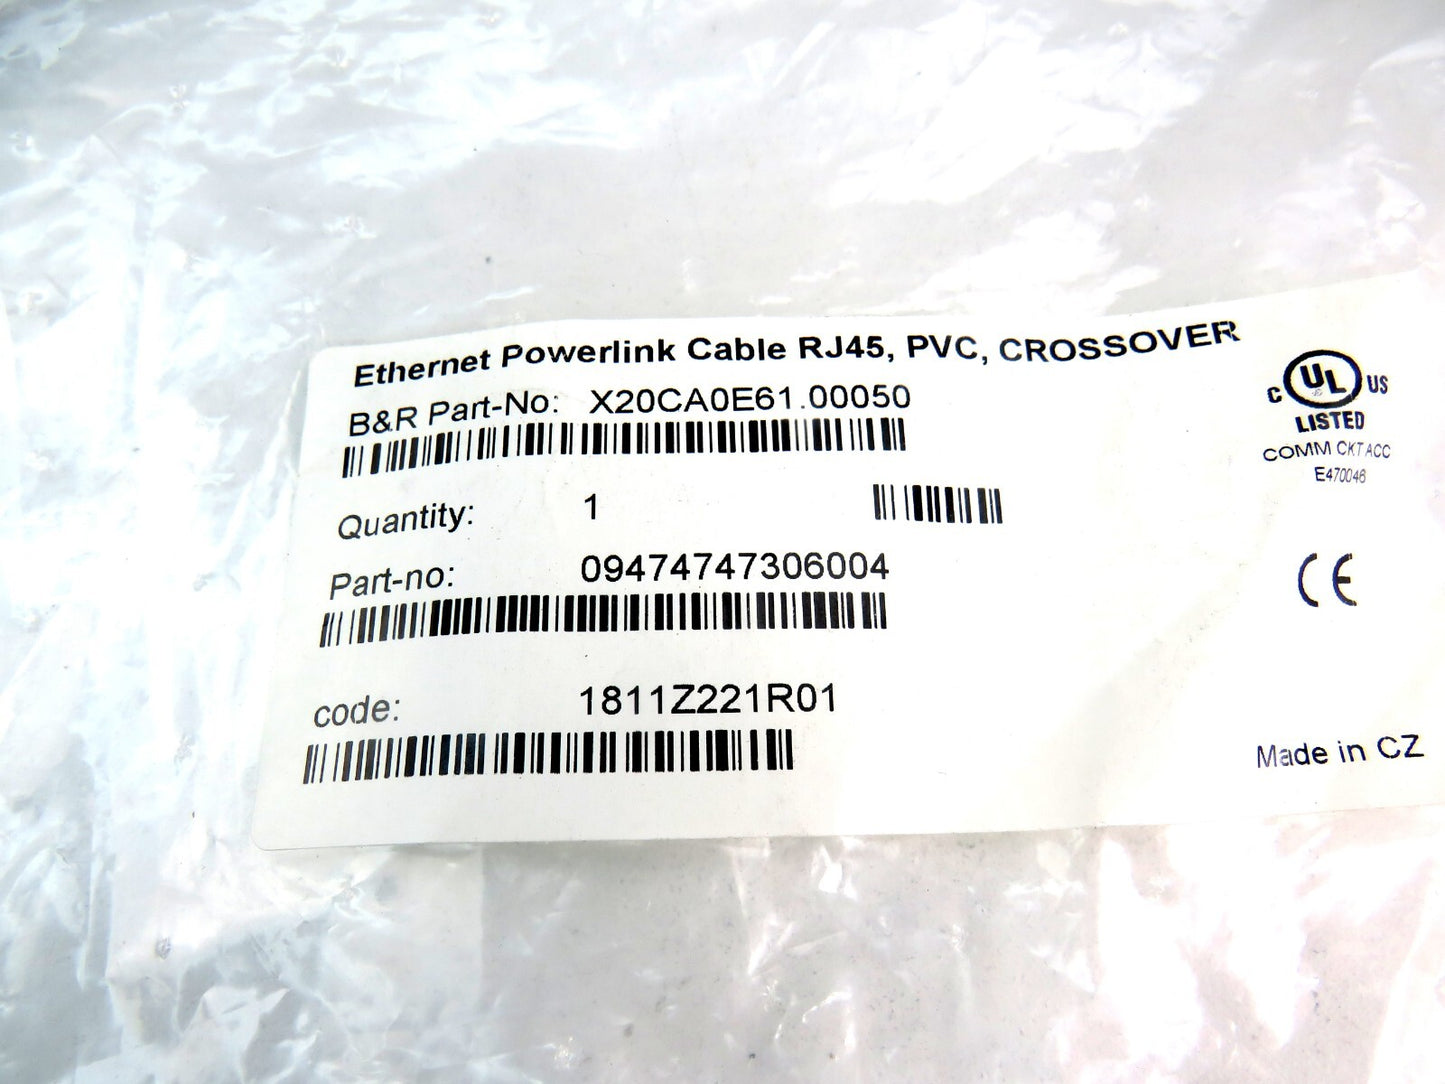 Ethernet Powerlink Cable RJ45, PVC, CROSSOVER
B&R Part-No: X20CA0E61.00050
Quantity: 1
Part-no: 09474747306004
code: 1811Z221R01
C UL US
LISTED
COMM CKT ACC
E470046
CE
Made in CZ